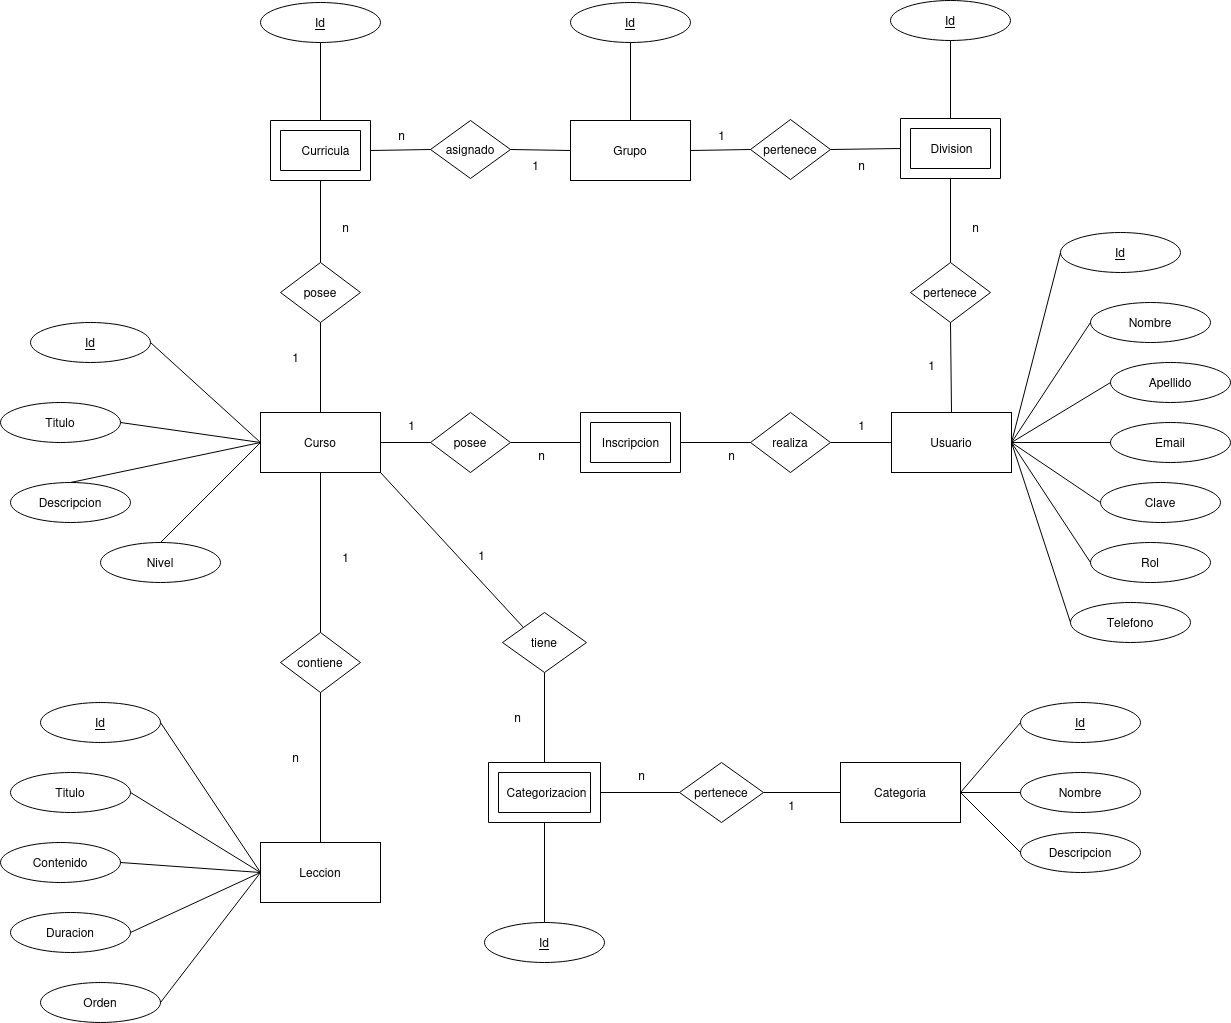 Id
Id
Id
Curricula
n
asignado
1
Grupo
1
pertenece
n
Division
n
n
posee
pertenece
Id
Nombre
Apellido
Email
Clave
Rol
Telefono
1
1
Id
Titulo
Descripcion
Nivel
Curso
1
posee
n
Inscripcion
n
realiza
1
Usuario
1
1
contiene
tiene
n
n
Id
Titulo
Contenido
Duracion
Orden
Leccion
Categorizacion
n
pertenece
1
Categoria
Id
Nombre
Descripcion
Id